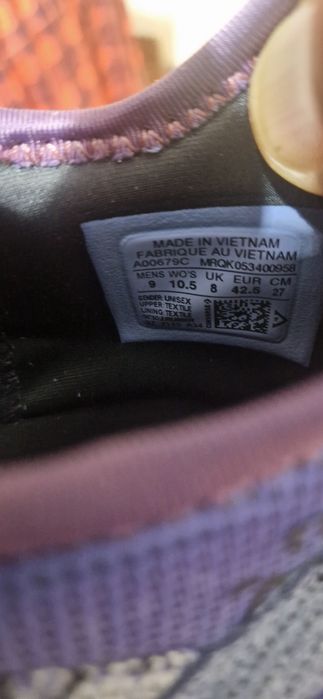 MADE IN VIETNAM
FABRIQUE AU VIETNAM
A00679C MRQK053400958
MENS WO'S UK EUR CM
9 10.5 8 42.5 27
GENDER: UNISEX
UPPER: TEXTILE
LINING: TEXTILE